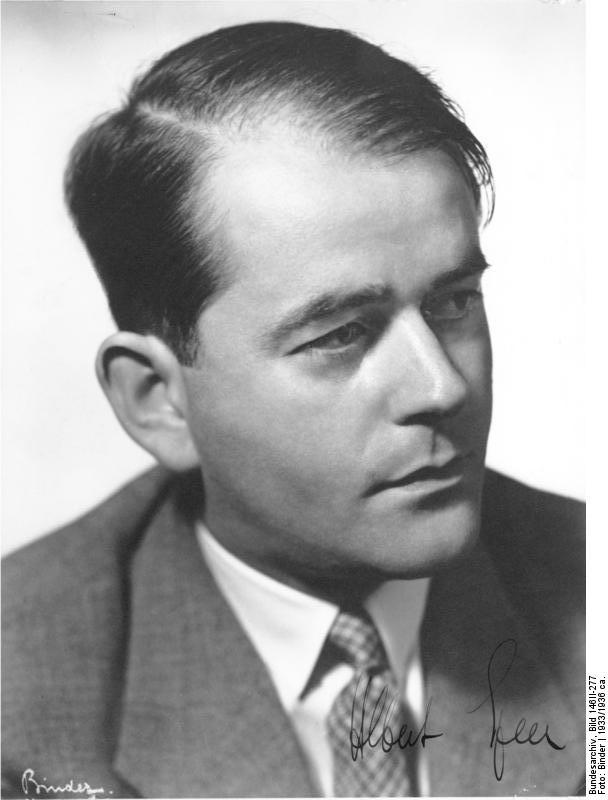 Albert Speer
Binder.
Bundesarchiv, Bild 146II-277
Foto: Binder | 1933/1936 ca.